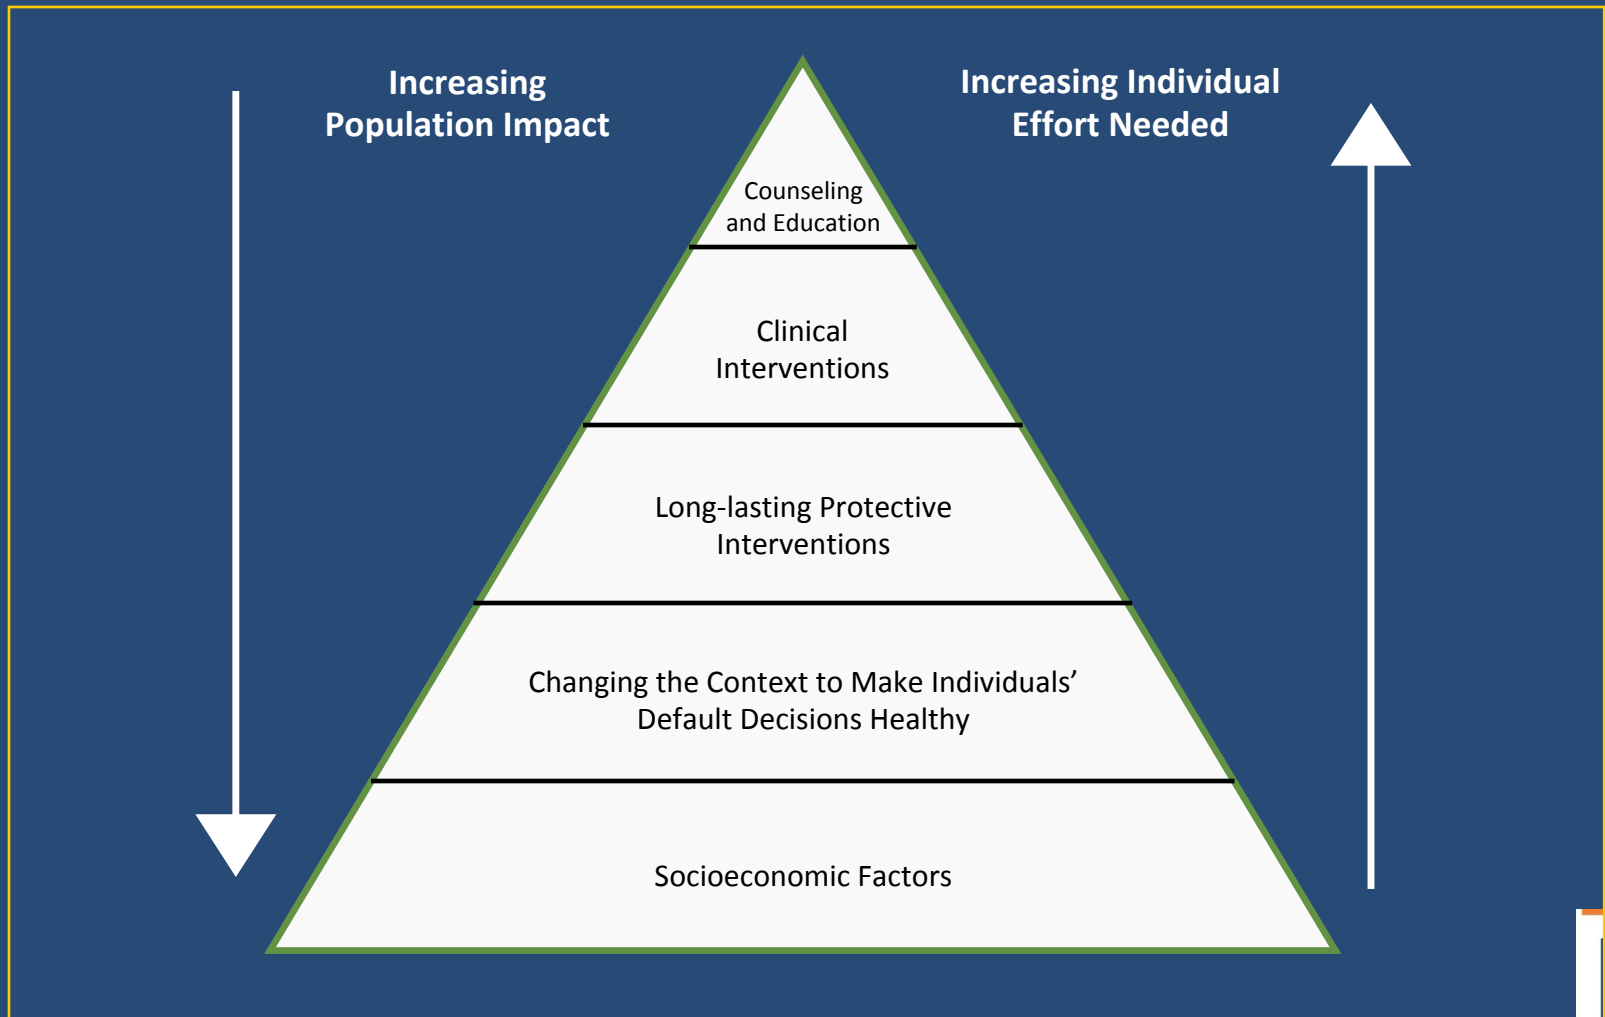 Increasing
Population Impact
Increasing Individual
Effort Needed
Counseling
and Education
Clinical
Interventions
Long-lasting Protective
Interventions
Changing the Context to Make Individuals’
Default Decisions Healthy
Socioeconomic Factors